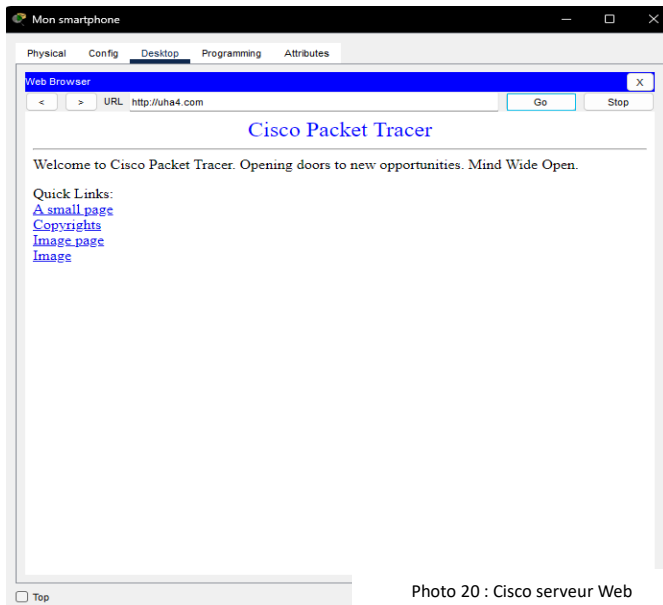 Mon smartphone
Physical Config Desktop Programming Attributes
Web Browser X
< > URL http://uha4.com Go Stop
Cisco Packet Tracer
Welcome to Cisco Packet Tracer. Opening doors to new opportunities. Mind Wide Open.
Quick Links:
A small page
Copyrights
Image page
Image
Top
Photo 20 : Cisco serveur Web